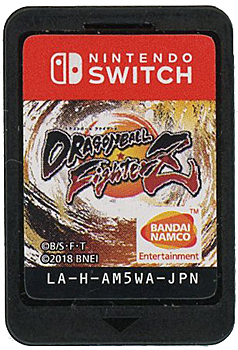 NINTENDO
SWITCH
DRAGONBALL
FighterZ
©B/S・F・T
©2018 BNEI
BANDAI
NAMCO
Entertainment
LA-H-AM5WA-JPN